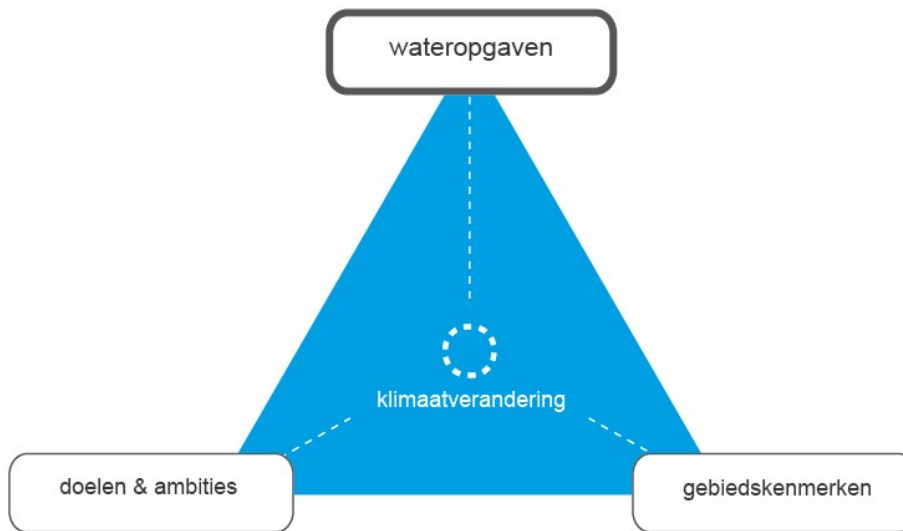 wateropgaven
klimaatverandering
doelen & ambities
gebiedskenmerken